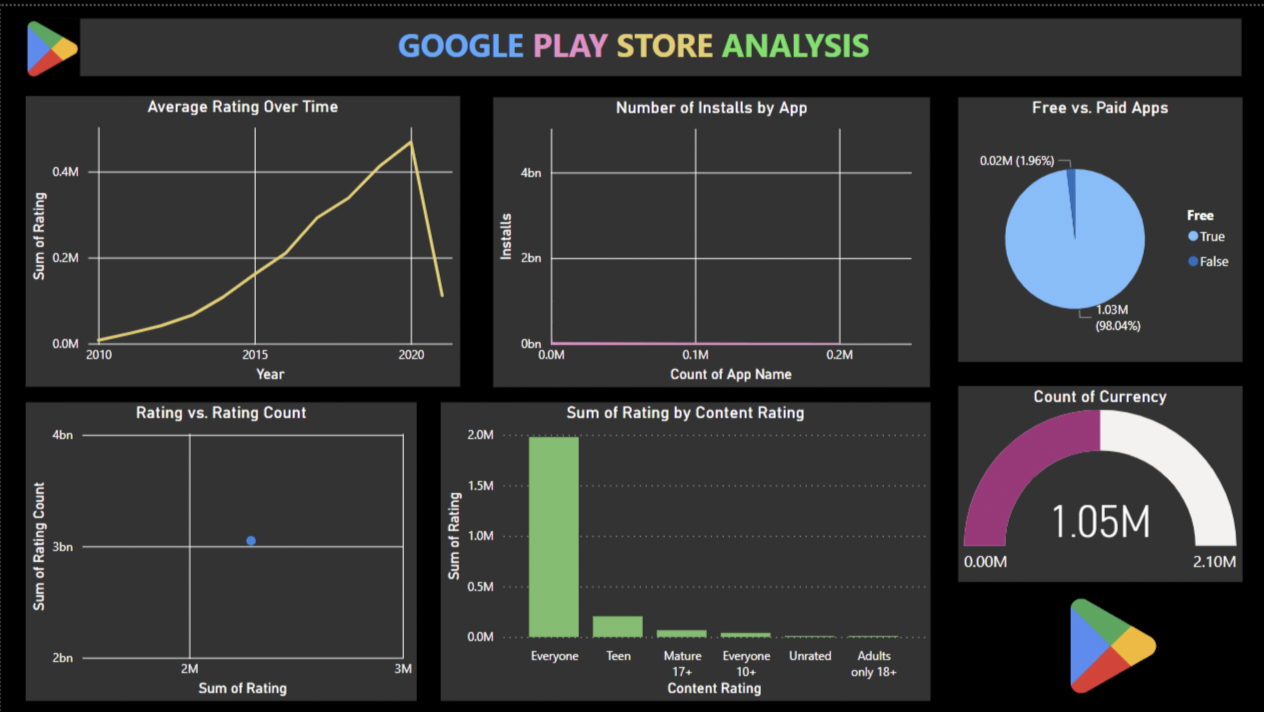 GOOGLE PLAY STORE ANALYSIS
Average Rating Over Time
Sum of Rating
0.4M
0.2M
0.0M
2010
2015
2020
Year
Number of Installs by App
Installs
4bn
2bn
0bn
0.0M
0.1M
0.2M
Count of App Name
Free vs. Paid Apps
0.02M (1.96%)
1.03M
(98.04%)
Free
True
False
Rating vs. Rating Count
Sum of Rating Count
4bn
3bn
2bn
2M
3M
Sum of Rating
Sum of Rating by Content Rating
Sum of Rating
2.0M
1.5M
1.0M
0.5M
0.0M
Everyone
Teen
Mature
17+
Everyone
10+
Unrated
Adults
only 18+
Content Rating
Count of Currency
1.05M
0.00M
2.10M